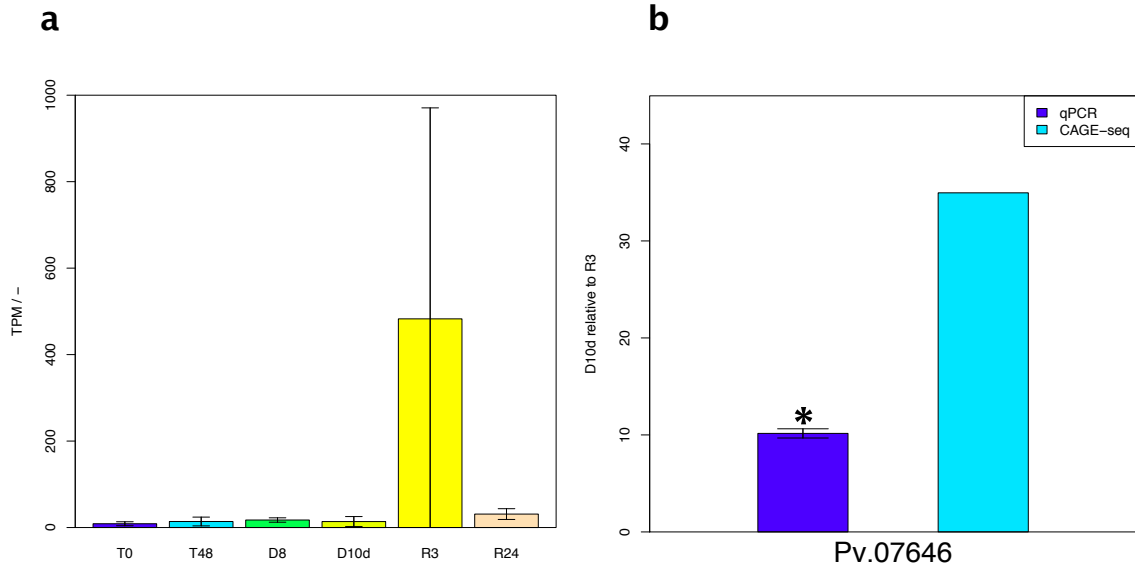 a
b
TPM / −
1000
800
600
400
200
0
T0 T48 D8 D10d R3 R24
D10d relative to R3
40
30
20
10
0
qPCR
CAGE−seq
*
Pv.07646